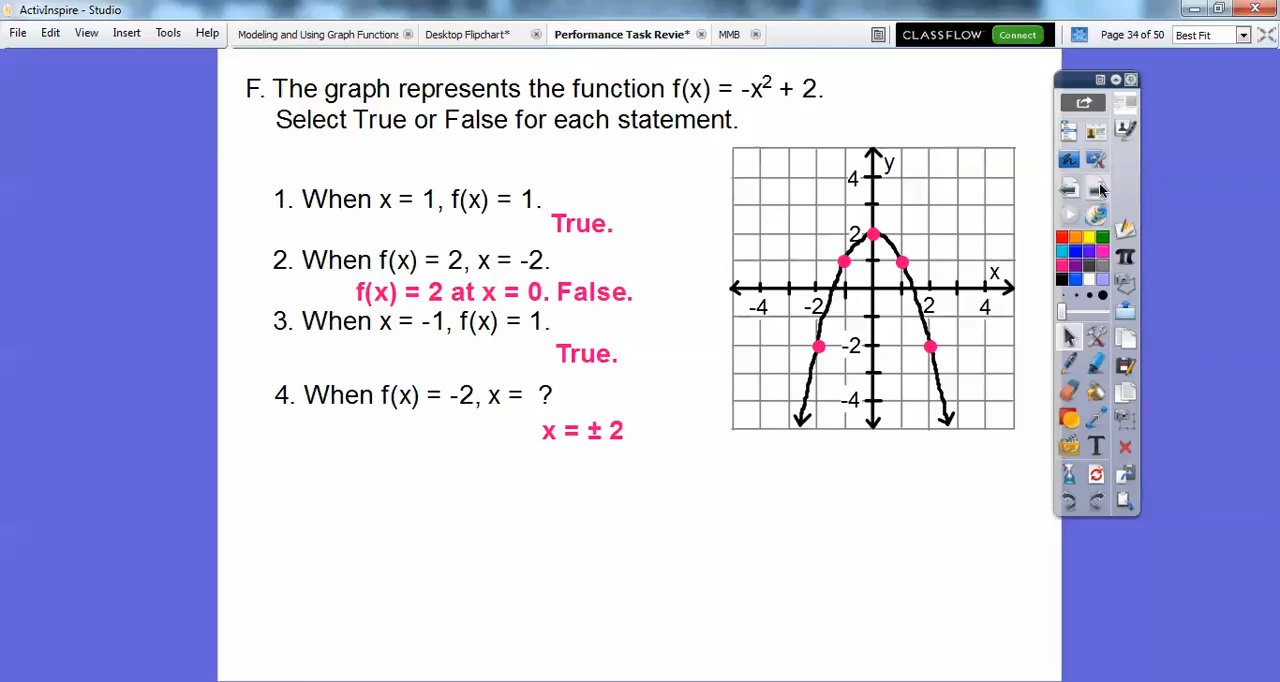 ActivInspire - Studio
File Edit View Insert Tools Help
Modeling and Using Graph Functions Desktop Flipchart* Performance Task Revie* MMB
CLASSFLOW Connect
Page 34 of 50 Best Fit
F. The graph represents the function f(x) = -x² + 2.
Select True or False for each statement.
1. When x = 1, f(x) = 1.
True.
2. When f(x) = 2, x = -2.
f(x) = 2 at x = 0. False.
3. When x = -1, f(x) = 1.
True.
4. When f(x) = -2, x = ?
x = ± 2
y
4
2
x
-4 -2 2 4
-2
-4